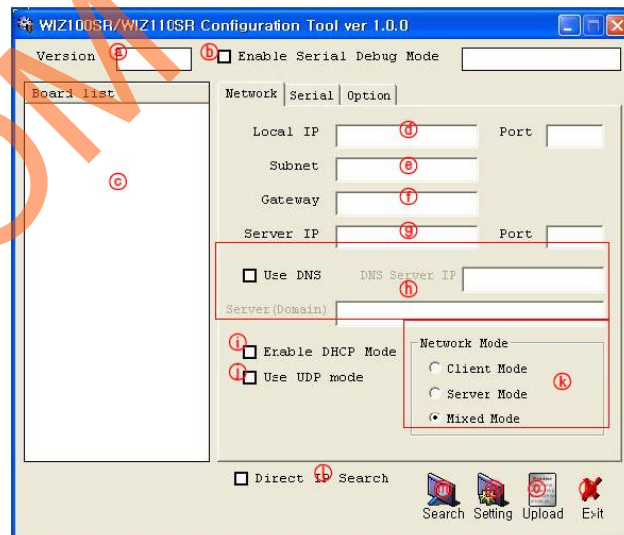 WIZ100SR/WIZ110SR Configuration Tool ver 1.0.0
Version ⓐ ⓑ Enable Serial Debug Mode
Board list
Network Serial Option
Local IP ⓓ Port
Subnet ⓔ
ⓒ
Gateway ⓕ
Server IP ⓖ Port
Use DNS DNS Server IP
ⓗ
Server(Domain)
ⓘ Enable DHCP Mode
Network Mode
Client Mode
ⓙ Use UDP mode
ⓚ
Server Mode
Mixed Mode
Direct IP Search ⓛ
ⓜ ⓞ
Search Setting Upload Exit
OM